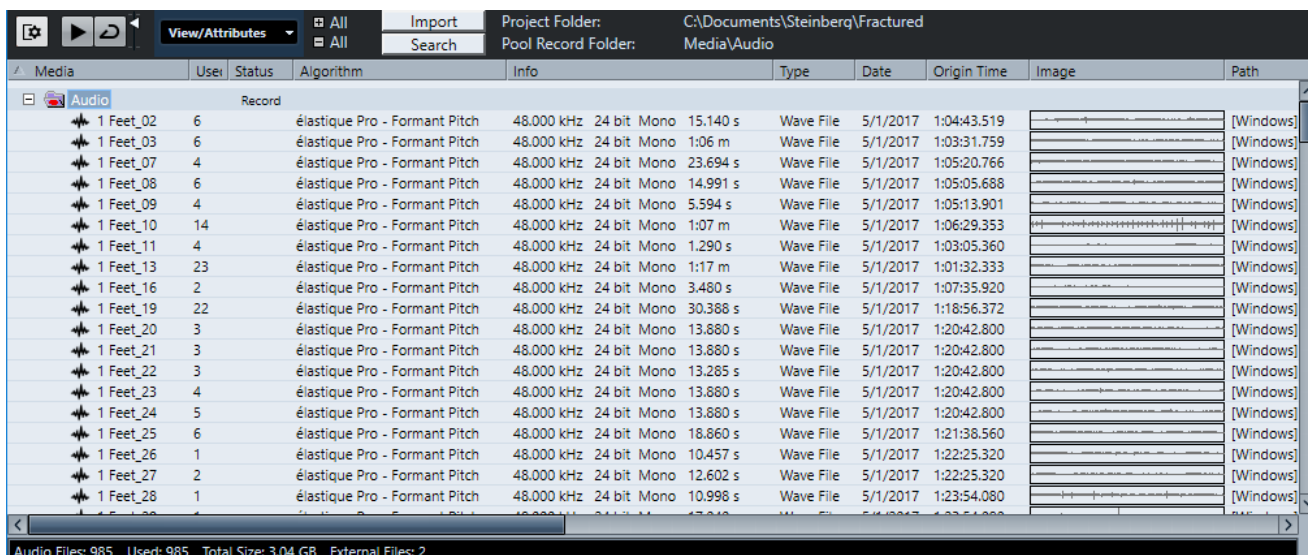 View/Attributes All Import Project Folder: C:\Documents\Steinberg\Fractured
All Search Pool Record Folder: Media\Audio
Media Used Status Algorithm Info Type Date Origin Time Image Path
Audio Record
1 Feet_02 6 élastique Pro - Formant Pitch 48.000 kHz 24 bit Mono 15.140 s Wave File 5/1/2017 1:04:43.519 [Windows]
1 Feet_03 6 élastique Pro - Formant Pitch 48.000 kHz 24 bit Mono 1:06 m Wave File 5/1/2017 1:03:31.759 [Windows]
1 Feet_07 4 élastique Pro - Formant Pitch 48.000 kHz 24 bit Mono 23.694 s Wave File 5/1/2017 1:05:20.766 [Windows]
1 Feet_08 6 élastique Pro - Formant Pitch 48.000 kHz 24 bit Mono 14.991 s Wave File 5/1/2017 1:05:05.688 [Windows]
1 Feet_09 4 élastique Pro - Formant Pitch 48.000 kHz 24 bit Mono 5.594 s Wave File 5/1/2017 1:05:13.901 [Windows]
1 Feet_10 14 élastique Pro - Formant Pitch 48.000 kHz 24 bit Mono 1:07 m Wave File 5/1/2017 1:06:29.353 [Windows]
1 Feet_11 4 élastique Pro - Formant Pitch 48.000 kHz 24 bit Mono 1.290 s Wave File 5/1/2017 1:03:05.360 [Windows]
1 Feet_13 23 élastique Pro - Formant Pitch 48.000 kHz 24 bit Mono 1:17 m Wave File 5/1/2017 1:01:32.333 [Windows]
1 Feet_16 2 élastique Pro - Formant Pitch 48.000 kHz 24 bit Mono 3.480 s Wave File 5/1/2017 1:07:35.920 [Windows]
1 Feet_19 22 élastique Pro - Formant Pitch 48.000 kHz 24 bit Mono 30.388 s Wave File 5/1/2017 1:18:56.372 [Windows]
1 Feet_20 3 élastique Pro - Formant Pitch 48.000 kHz 24 bit Mono 13.880 s Wave File 5/1/2017 1:20:42.800 [Windows]
1 Feet_21 3 élastique Pro - Formant Pitch 48.000 kHz 24 bit Mono 13.880 s Wave File 5/1/2017 1:20:42.800 [Windows]
1 Feet_22 3 élastique Pro - Formant Pitch 48.000 kHz 24 bit Mono 13.285 s Wave File 5/1/2017 1:20:42.800 [Windows]
1 Feet_23 4 élastique Pro - Formant Pitch 48.000 kHz 24 bit Mono 13.880 s Wave File 5/1/2017 1:20:42.800 [Windows]
1 Feet_24 5 élastique Pro - Formant Pitch 48.000 kHz 24 bit Mono 13.880 s Wave File 5/1/2017 1:20:42.800 [Windows]
1 Feet_25 6 élastique Pro - Formant Pitch 48.000 kHz 24 bit Mono 18.860 s Wave File 5/1/2017 1:21:38.560 [Windows]
1 Feet_26 1 élastique Pro - Formant Pitch 48.000 kHz 24 bit Mono 10.457 s Wave File 5/1/2017 1:22:25.320 [Windows]
1 Feet_27 2 élastique Pro - Formant Pitch 48.000 kHz 24 bit Mono 12.602 s Wave File 5/1/2017 1:22:25.320 [Windows]
1 Feet_28 1 élastique Pro - Formant Pitch 48.000 kHz 24 bit Mono 10.998 s Wave File 5/1/2017 1:23:54.080 [Windows]
Audio Files: 985 Used: 985 Total Size: 3.04 GB External Files: 2